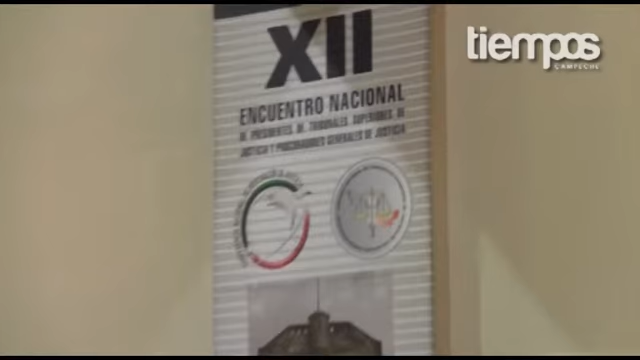 tiempos
CAMPECHE
XII
ENCUENTRO NACIONAL
DE PRESIDENTES DE TRIBUNALES SUPERIORES DE
JUSTICIA Y PROCURADORES GENERALES DE JUSTICIA